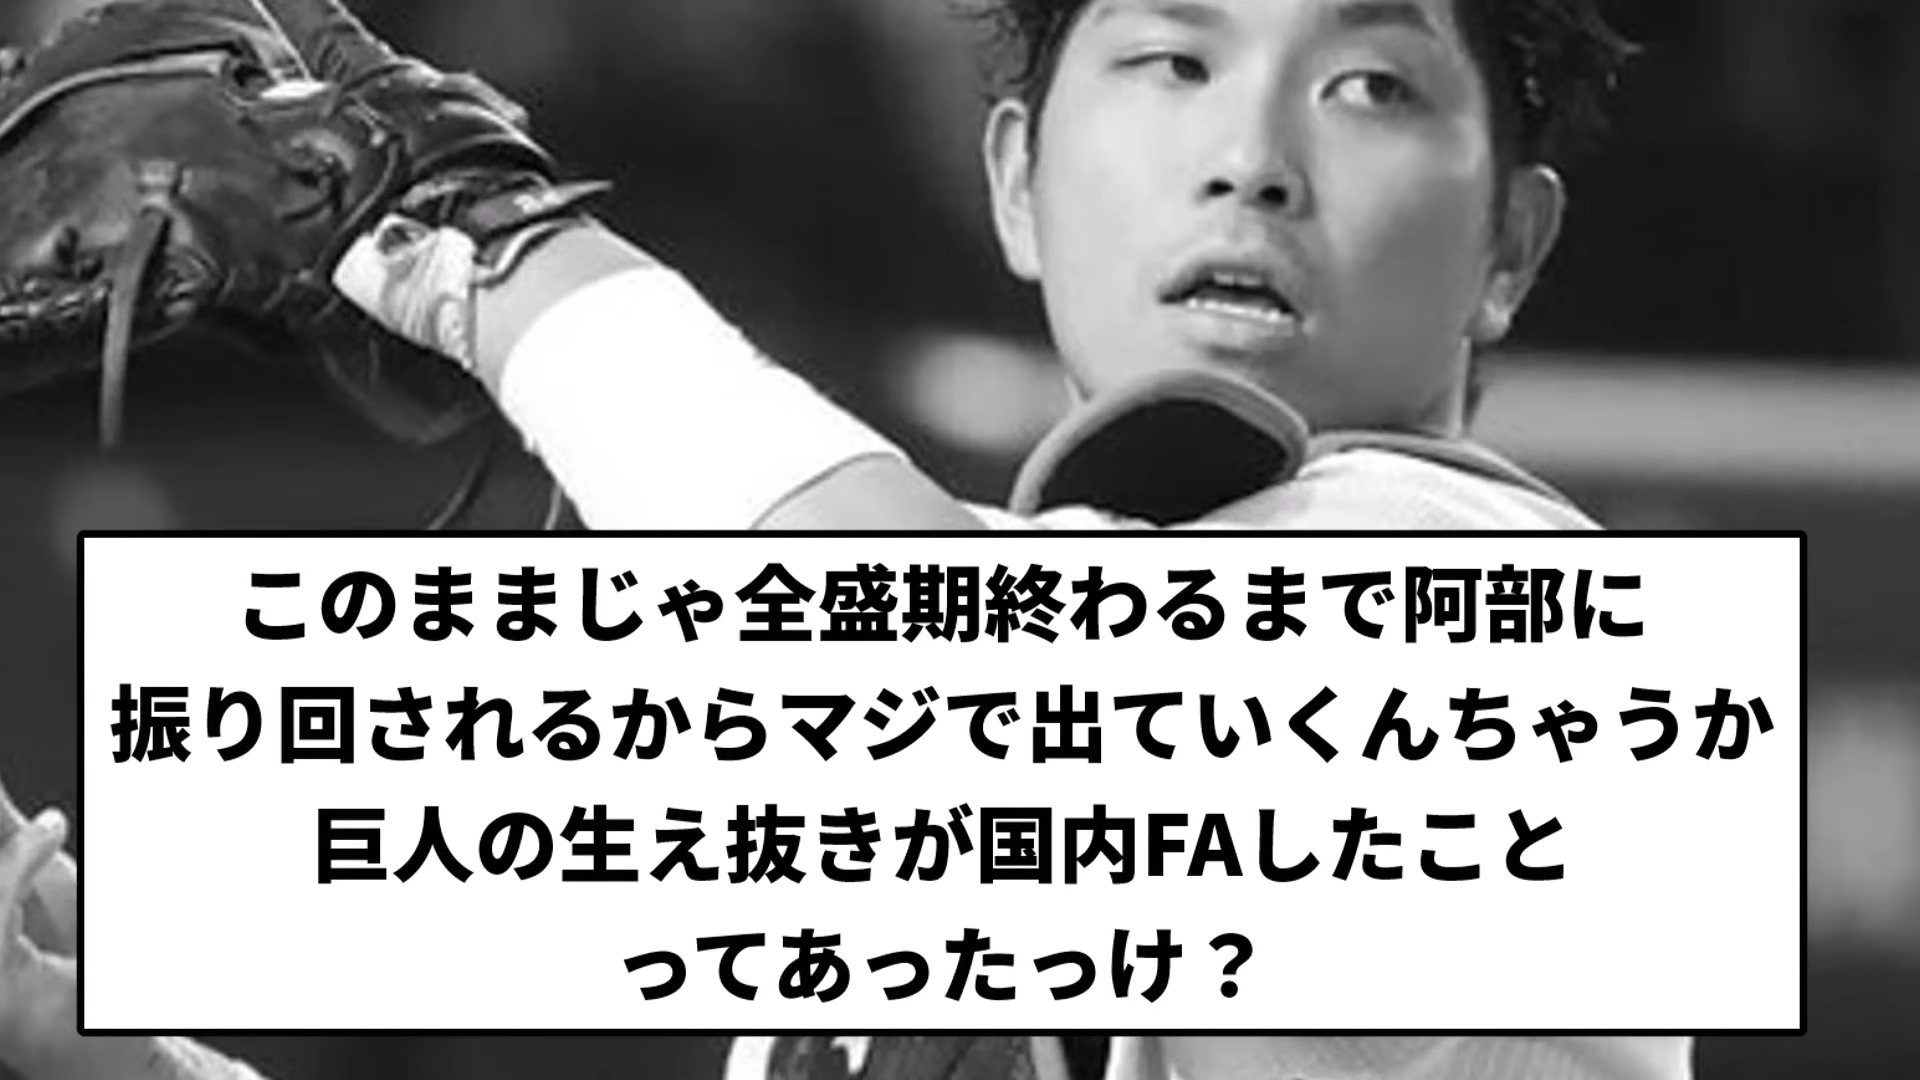 このままじゃ全盛期終わるまで阿部に
振り回されるからマジで出ていくんちゃうか
巨人の生え抜きが国内FAしたこと
ってあったっけ？